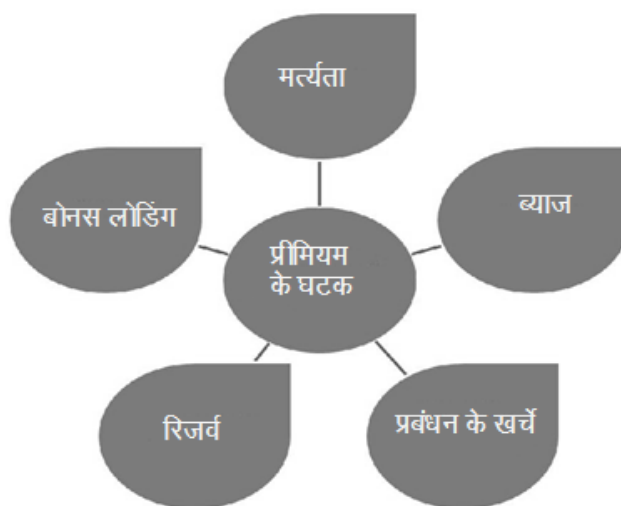 मर्त्यता
ब्याज
प्रबंधन के खर्चे
रिजर्व
बोनस लोडिंग
प्रीमियम
के घटक